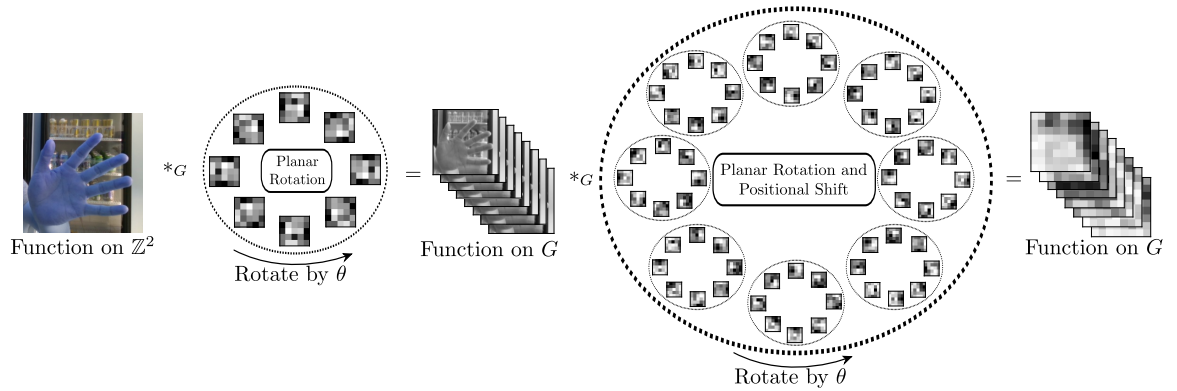 Function on ℤ²
*G
Planar
Rotation
Rotate by θ
=
Function on G
*G
Planar Rotation and
Positional Shift
Rotate by θ
=
Function on G